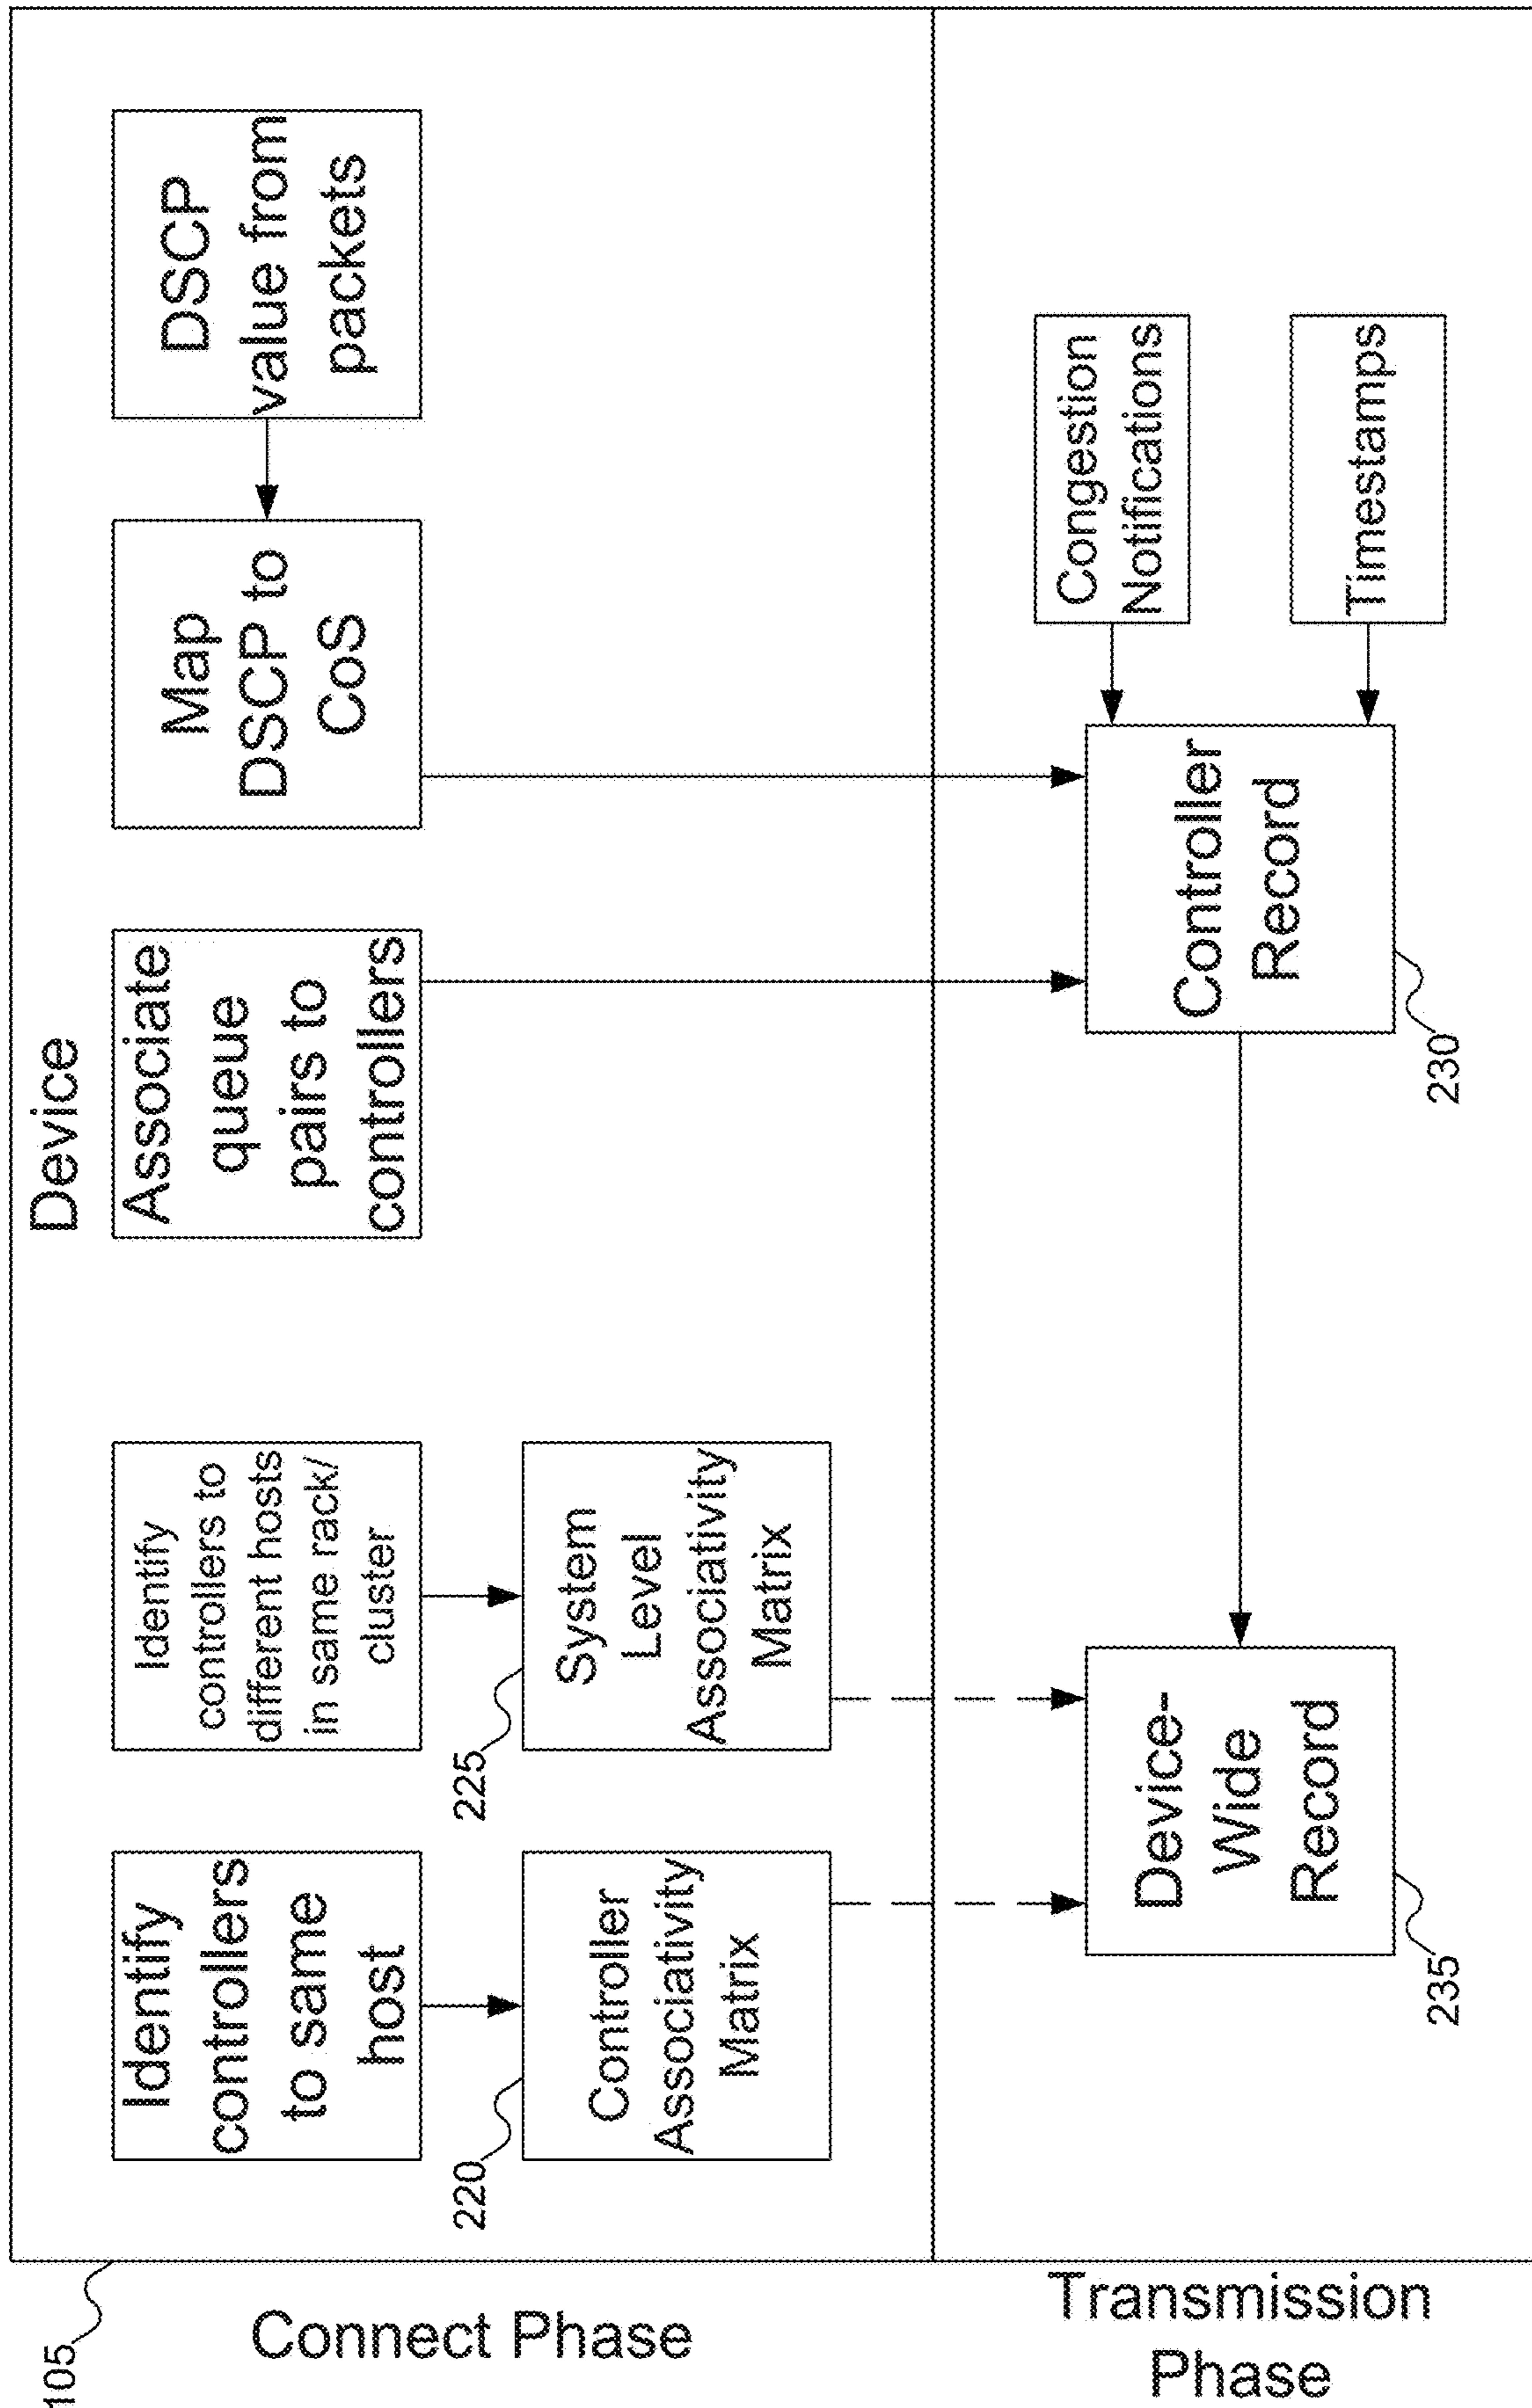 105
Device
Connect Phase
Identify
controllers
to same
host
Identify
controllers to
different hosts
in same rack/
cluster
Associate
queue
pairs to
controllers
Map
DSCP to
CoS
DSCP
value from
packets
220
Controller
Associativity
Matrix
225
System
Level
Associativity
Matrix
Transmission
Phase
Device-
Wide
Record
235
Controller
Record
230
Congestion
Notifications
Timestamps